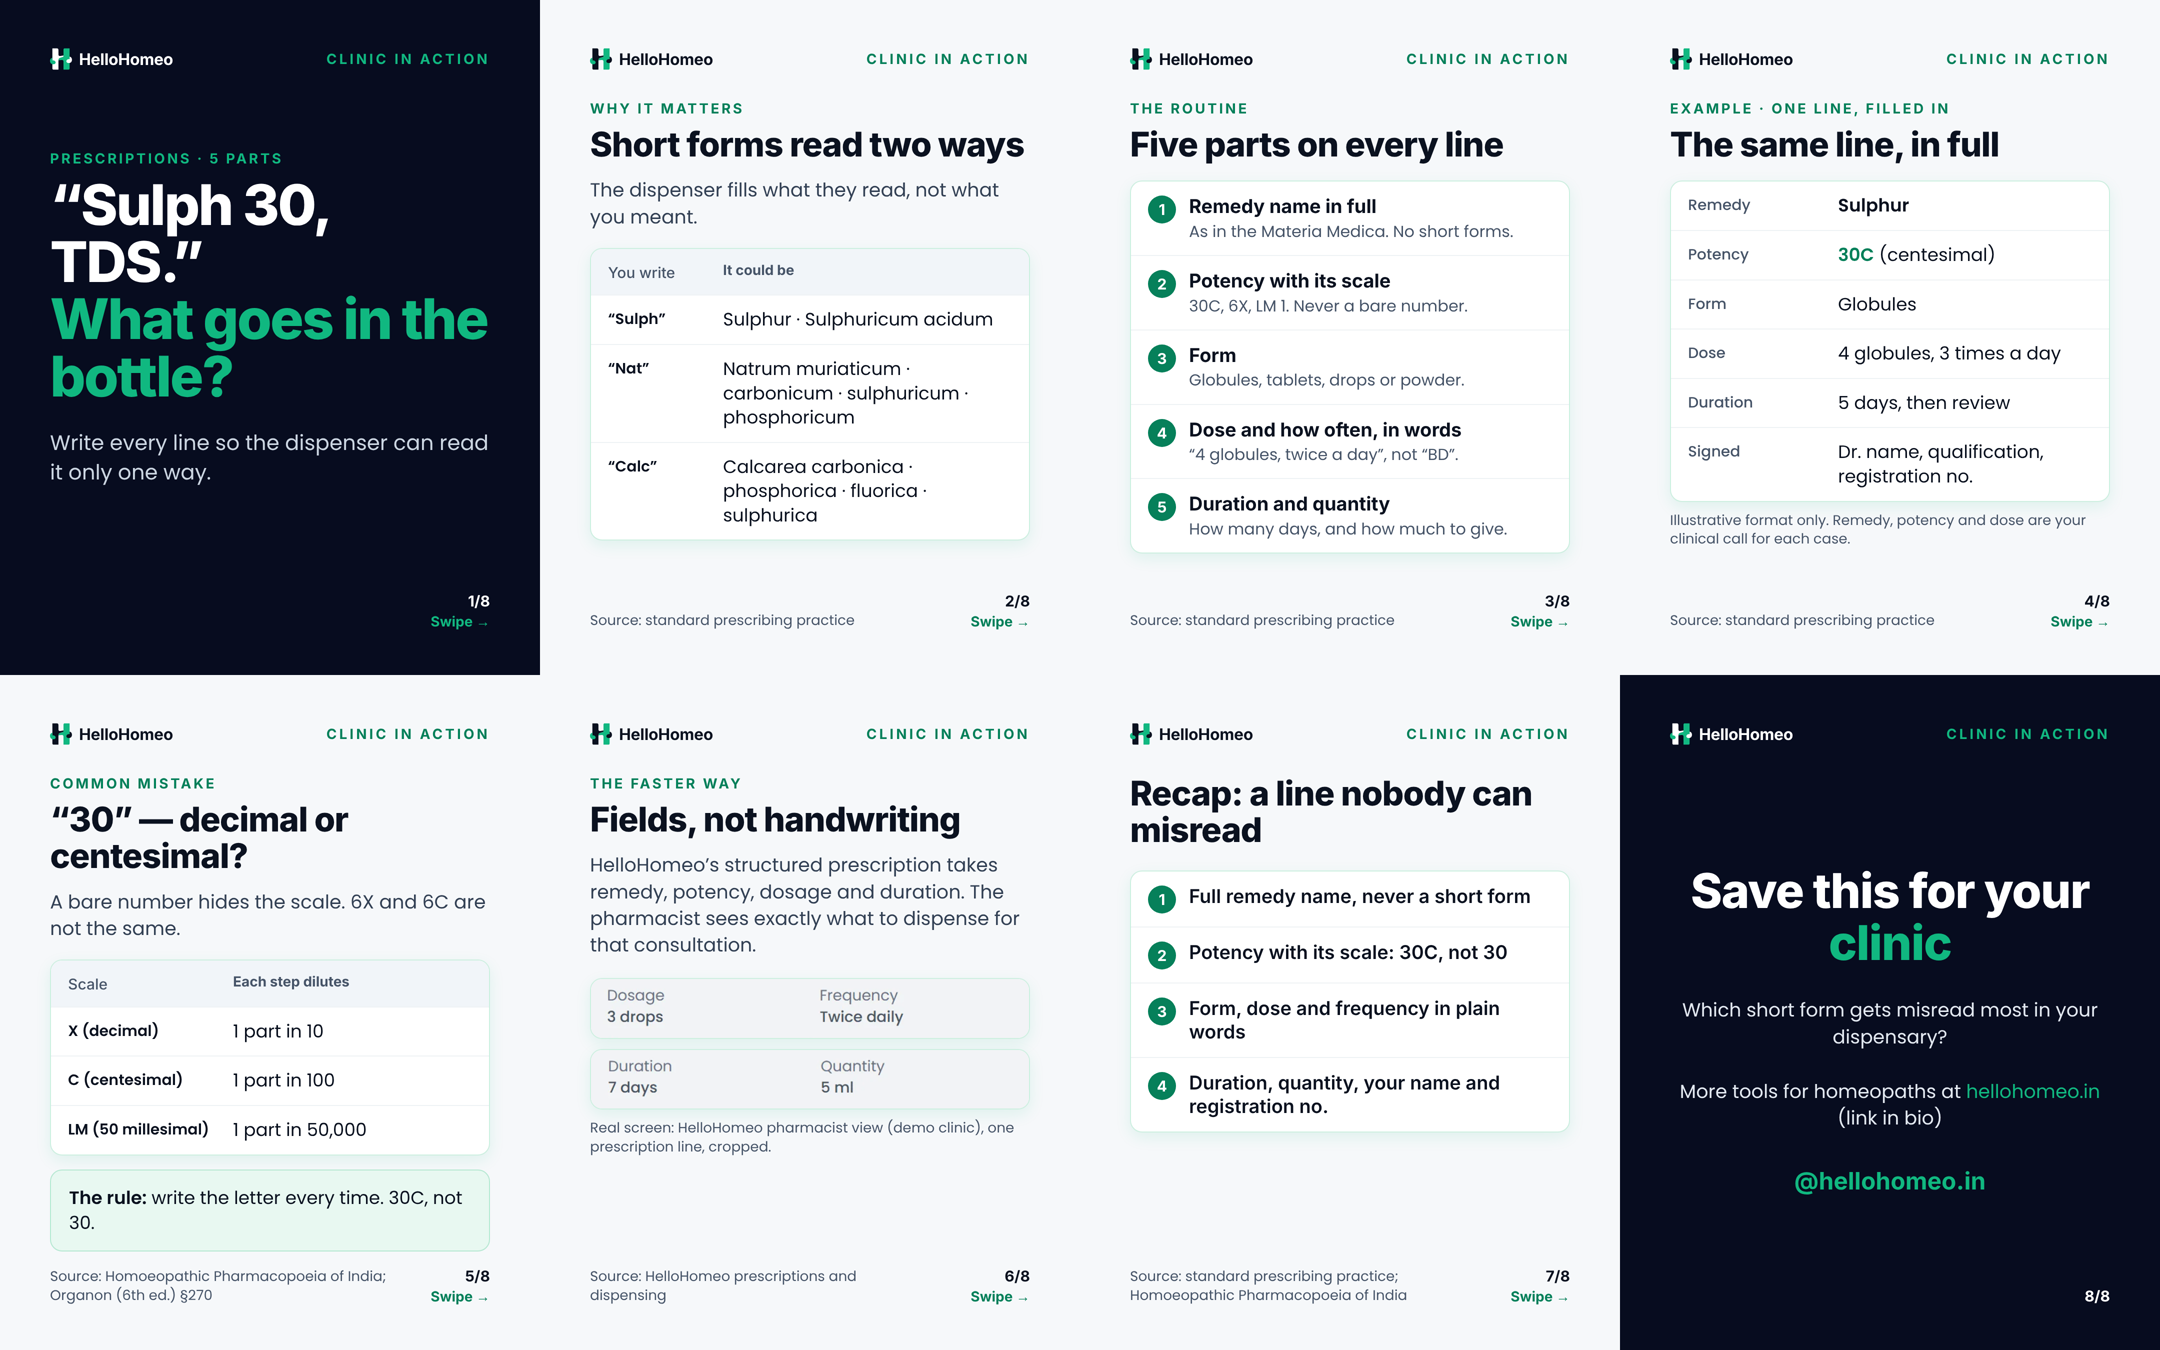 HelloHomeo
CLINIC IN ACTION
PRESCRIPTIONS · 5 PARTS
“Sulph 30,
TDS.”
What goes in the
bottle?
Write every line so the dispenser can read
it only one way.
1/8
Swipe →
HelloHomeo
CLINIC IN ACTION
WHY IT MATTERS
Short forms read two ways
The dispenser fills what they read, not what
you meant.
You write It could be
“Sulph” Sulphur · Sulphuricum acidum
“Nat” Natrum muriaticum ·
carbonicum · sulphuricum ·
phosphoricum
“Calc” Calcarea carbonica ·
phosphorica · fluorica ·
sulphurica
Source: standard prescribing practice
2/8
Swipe →
HelloHomeo
CLINIC IN ACTION
THE ROUTINE
Five parts on every line
1 Remedy name in full
As in the Materia Medica. No short forms.
2 Potency with its scale
30C, 6X, LM 1. Never a bare number.
3 Form
Globules, tablets, drops or powder.
4 Dose and how often, in words
“4 globules, twice a day”, not “BD”.
5 Duration and quantity
How many days, and how much to give.
Source: standard prescribing practice
3/8
Swipe →
HelloHomeo
CLINIC IN ACTION
EXAMPLE · ONE LINE, FILLED IN
The same line, in full
Remedy Sulphur
Potency 30C (centesimal)
Form Globules
Dose 4 globules, 3 times a day
Duration 5 days, then review
Signed Dr. name, qualification,
registration no.
Illustrative format only. Remedy, potency and dose are your
clinical call for each case.
Source: standard prescribing practice
4/8
Swipe →
HelloHomeo
CLINIC IN ACTION
COMMON MISTAKE
“30” — decimal or
centesimal?
A bare number hides the scale. 6X and 6C are
not the same.
Scale Each step dilutes
X (decimal) 1 part in 10
C (centesimal) 1 part in 100
LM (50 millesimal) 1 part in 50,000
The rule: write the letter every time. 30C, not
30.
Source: Homoeopathic Pharmacopoeia of India;
Organon (6th ed.) §270
5/8
Swipe →
HelloHomeo
CLINIC IN ACTION
THE FASTER WAY
Fields, not handwriting
HelloHomeo’s structured prescription takes
remedy, potency, dosage and duration. The
pharmacist sees exactly what to dispense for
that consultation.
Dosage Frequency
3 drops Twice daily
Duration Quantity
7 days 5 ml
Real screen: HelloHomeo pharmacist view (demo clinic), one
prescription line, cropped.
Source: HelloHomeo prescriptions and
dispensing
6/8
Swipe →
HelloHomeo
CLINIC IN ACTION
Recap: a line nobody can
misread
1 Full remedy name, never a short form
2 Potency with its scale: 30C, not 30
3 Form, dose and frequency in plain
words
4 Duration, quantity, your name and
registration no.
Source: standard prescribing practice;
Homoeopathic Pharmacopoeia of India
7/8
Swipe →
HelloHomeo
CLINIC IN ACTION
Save this for your
clinic
Which short form gets misread most in your
dispensary?
More tools for homeopaths at hellohomeo.in
(link in bio)
@hellohomeo.in
8/8